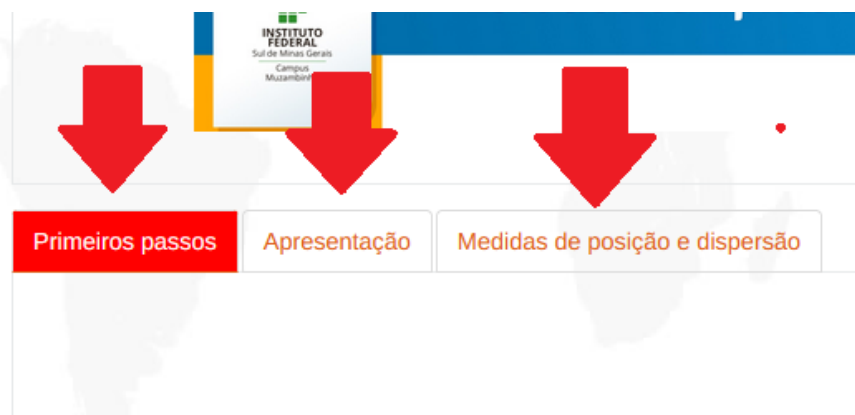 INSTITUTO
FEDERAL
Sul de Minas Gerais
Campus
Primeiros passos
Apresentação
Medidas de posição e dispersão